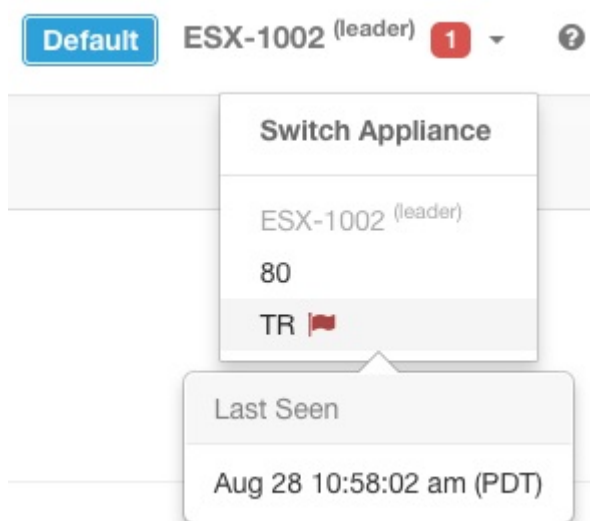 Default ESX-1002 (leader) 1
Switch Appliance
ESX-1002 (leader)
80
TR
Last Seen
Aug 28 10:58:02 am (PDT)